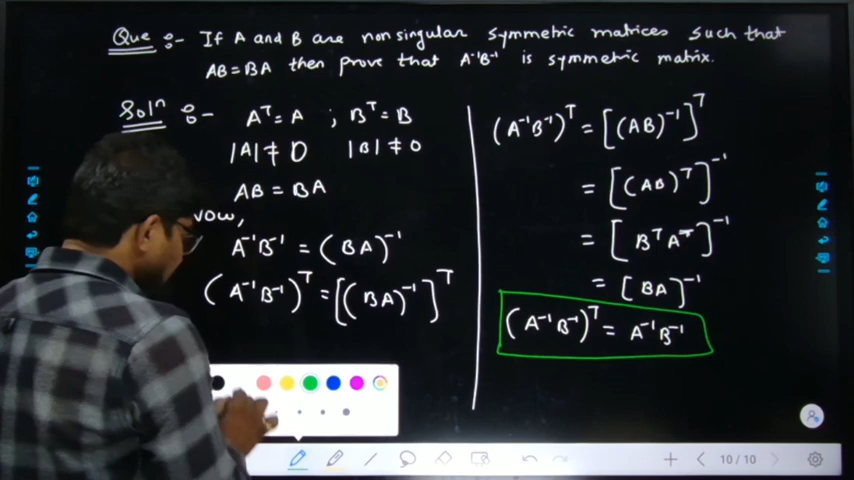 Que :- If A and B are nonsingular symmetric matrices such that
AB = BA then prove that A⁻¹B⁻¹ is symmetric matrix.
Solⁿ :- Aᵀ = A ; Bᵀ = B
|A| ≠ 0 |B| ≠ 0
AB = BA
Now,
A⁻¹B⁻¹ = (BA)⁻¹
(A⁻¹B⁻¹)ᵀ = [(BA)⁻¹]ᵀ
(A⁻¹B⁻¹)ᵀ = [(AB)⁻¹]ᵀ
= [(AB)ᵀ]⁻¹
= [BᵀAᵀ]⁻¹
= [BA]⁻¹
(A⁻¹B⁻¹)ᵀ = A⁻¹B⁻¹
10 / 10